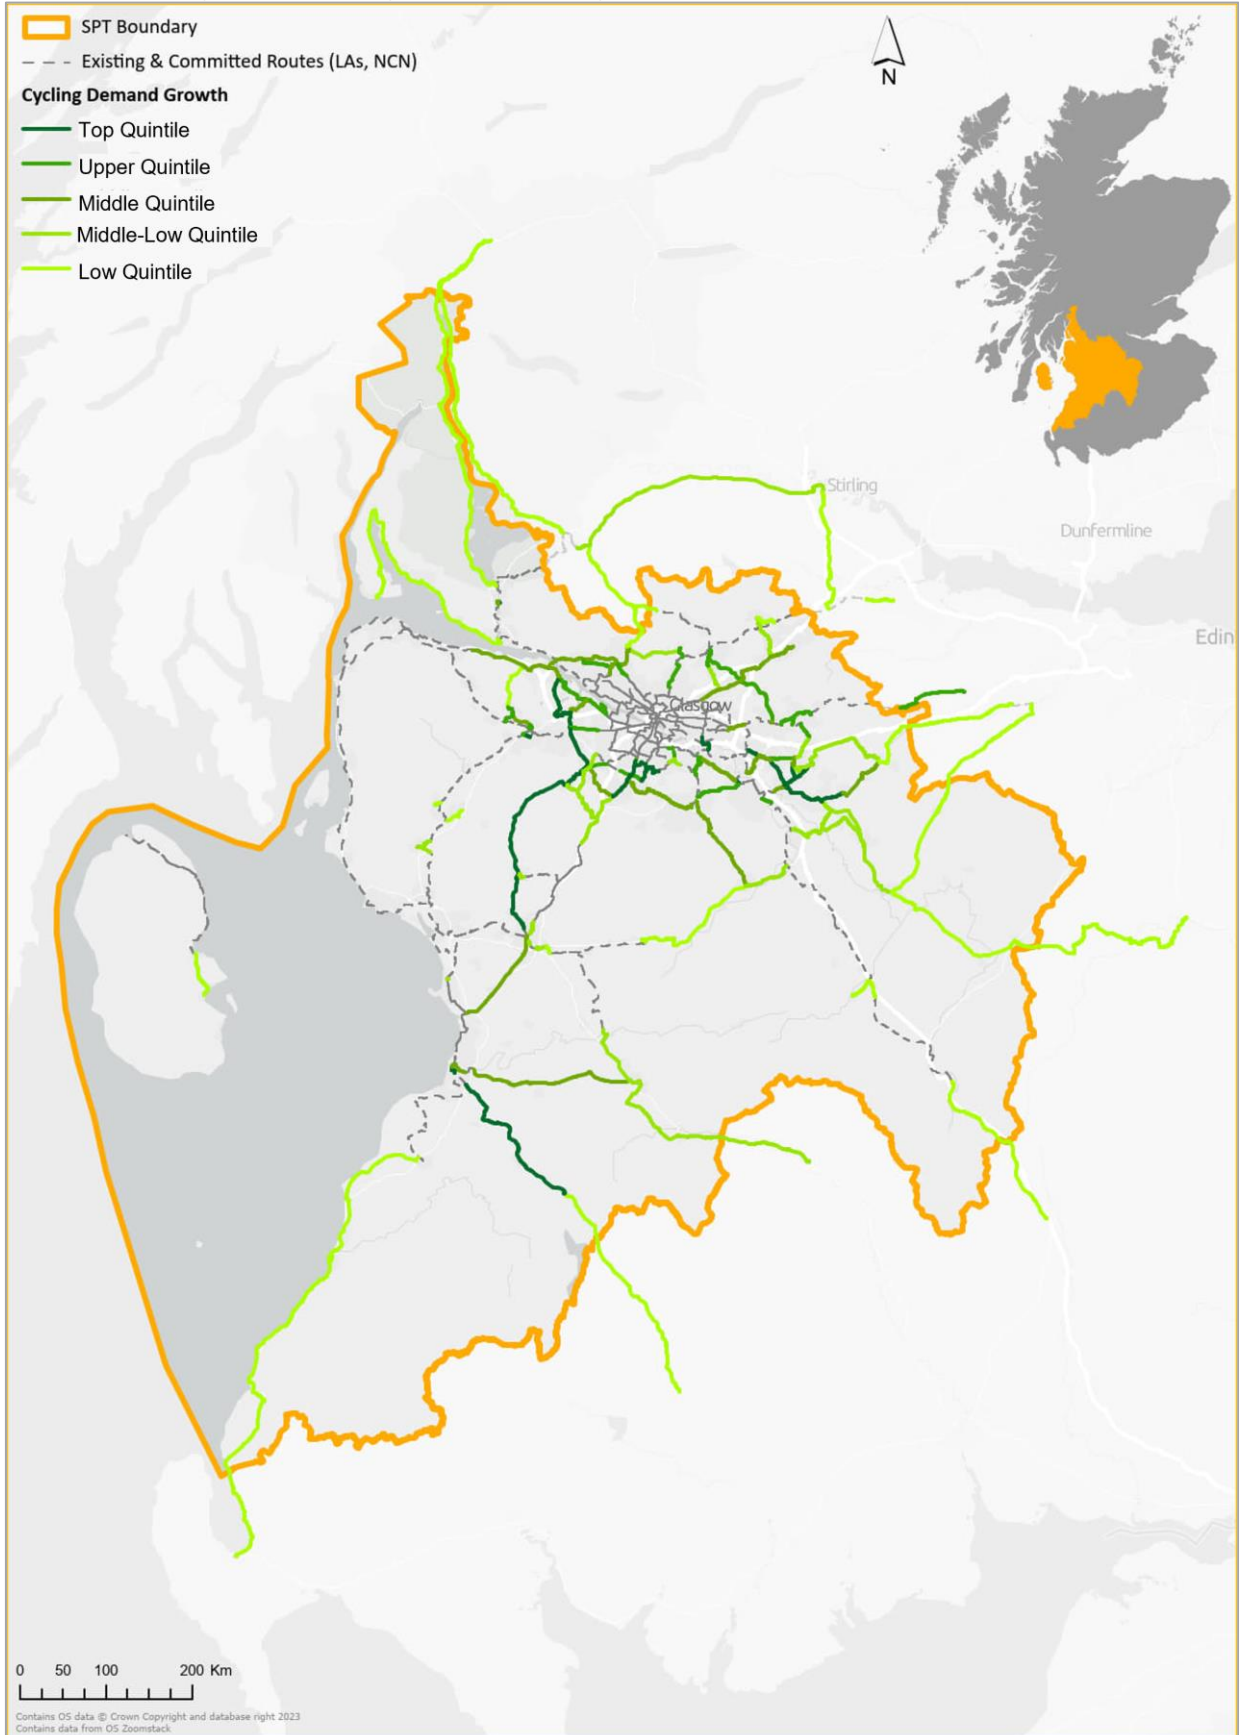 SPT Boundary
Existing & Committed Routes (LAs, NCN)
Cycling Demand Growth
Top Quintile
Upper Quintile
Middle Quintile
Middle-Low Quintile
Low Quintile
N
Stirling
Dunfermline
Edin
Glasgow
0 50 100 200 Km
Contains OS data © Crown Copyright and database right 2023
Contains data from OS Zoomstack